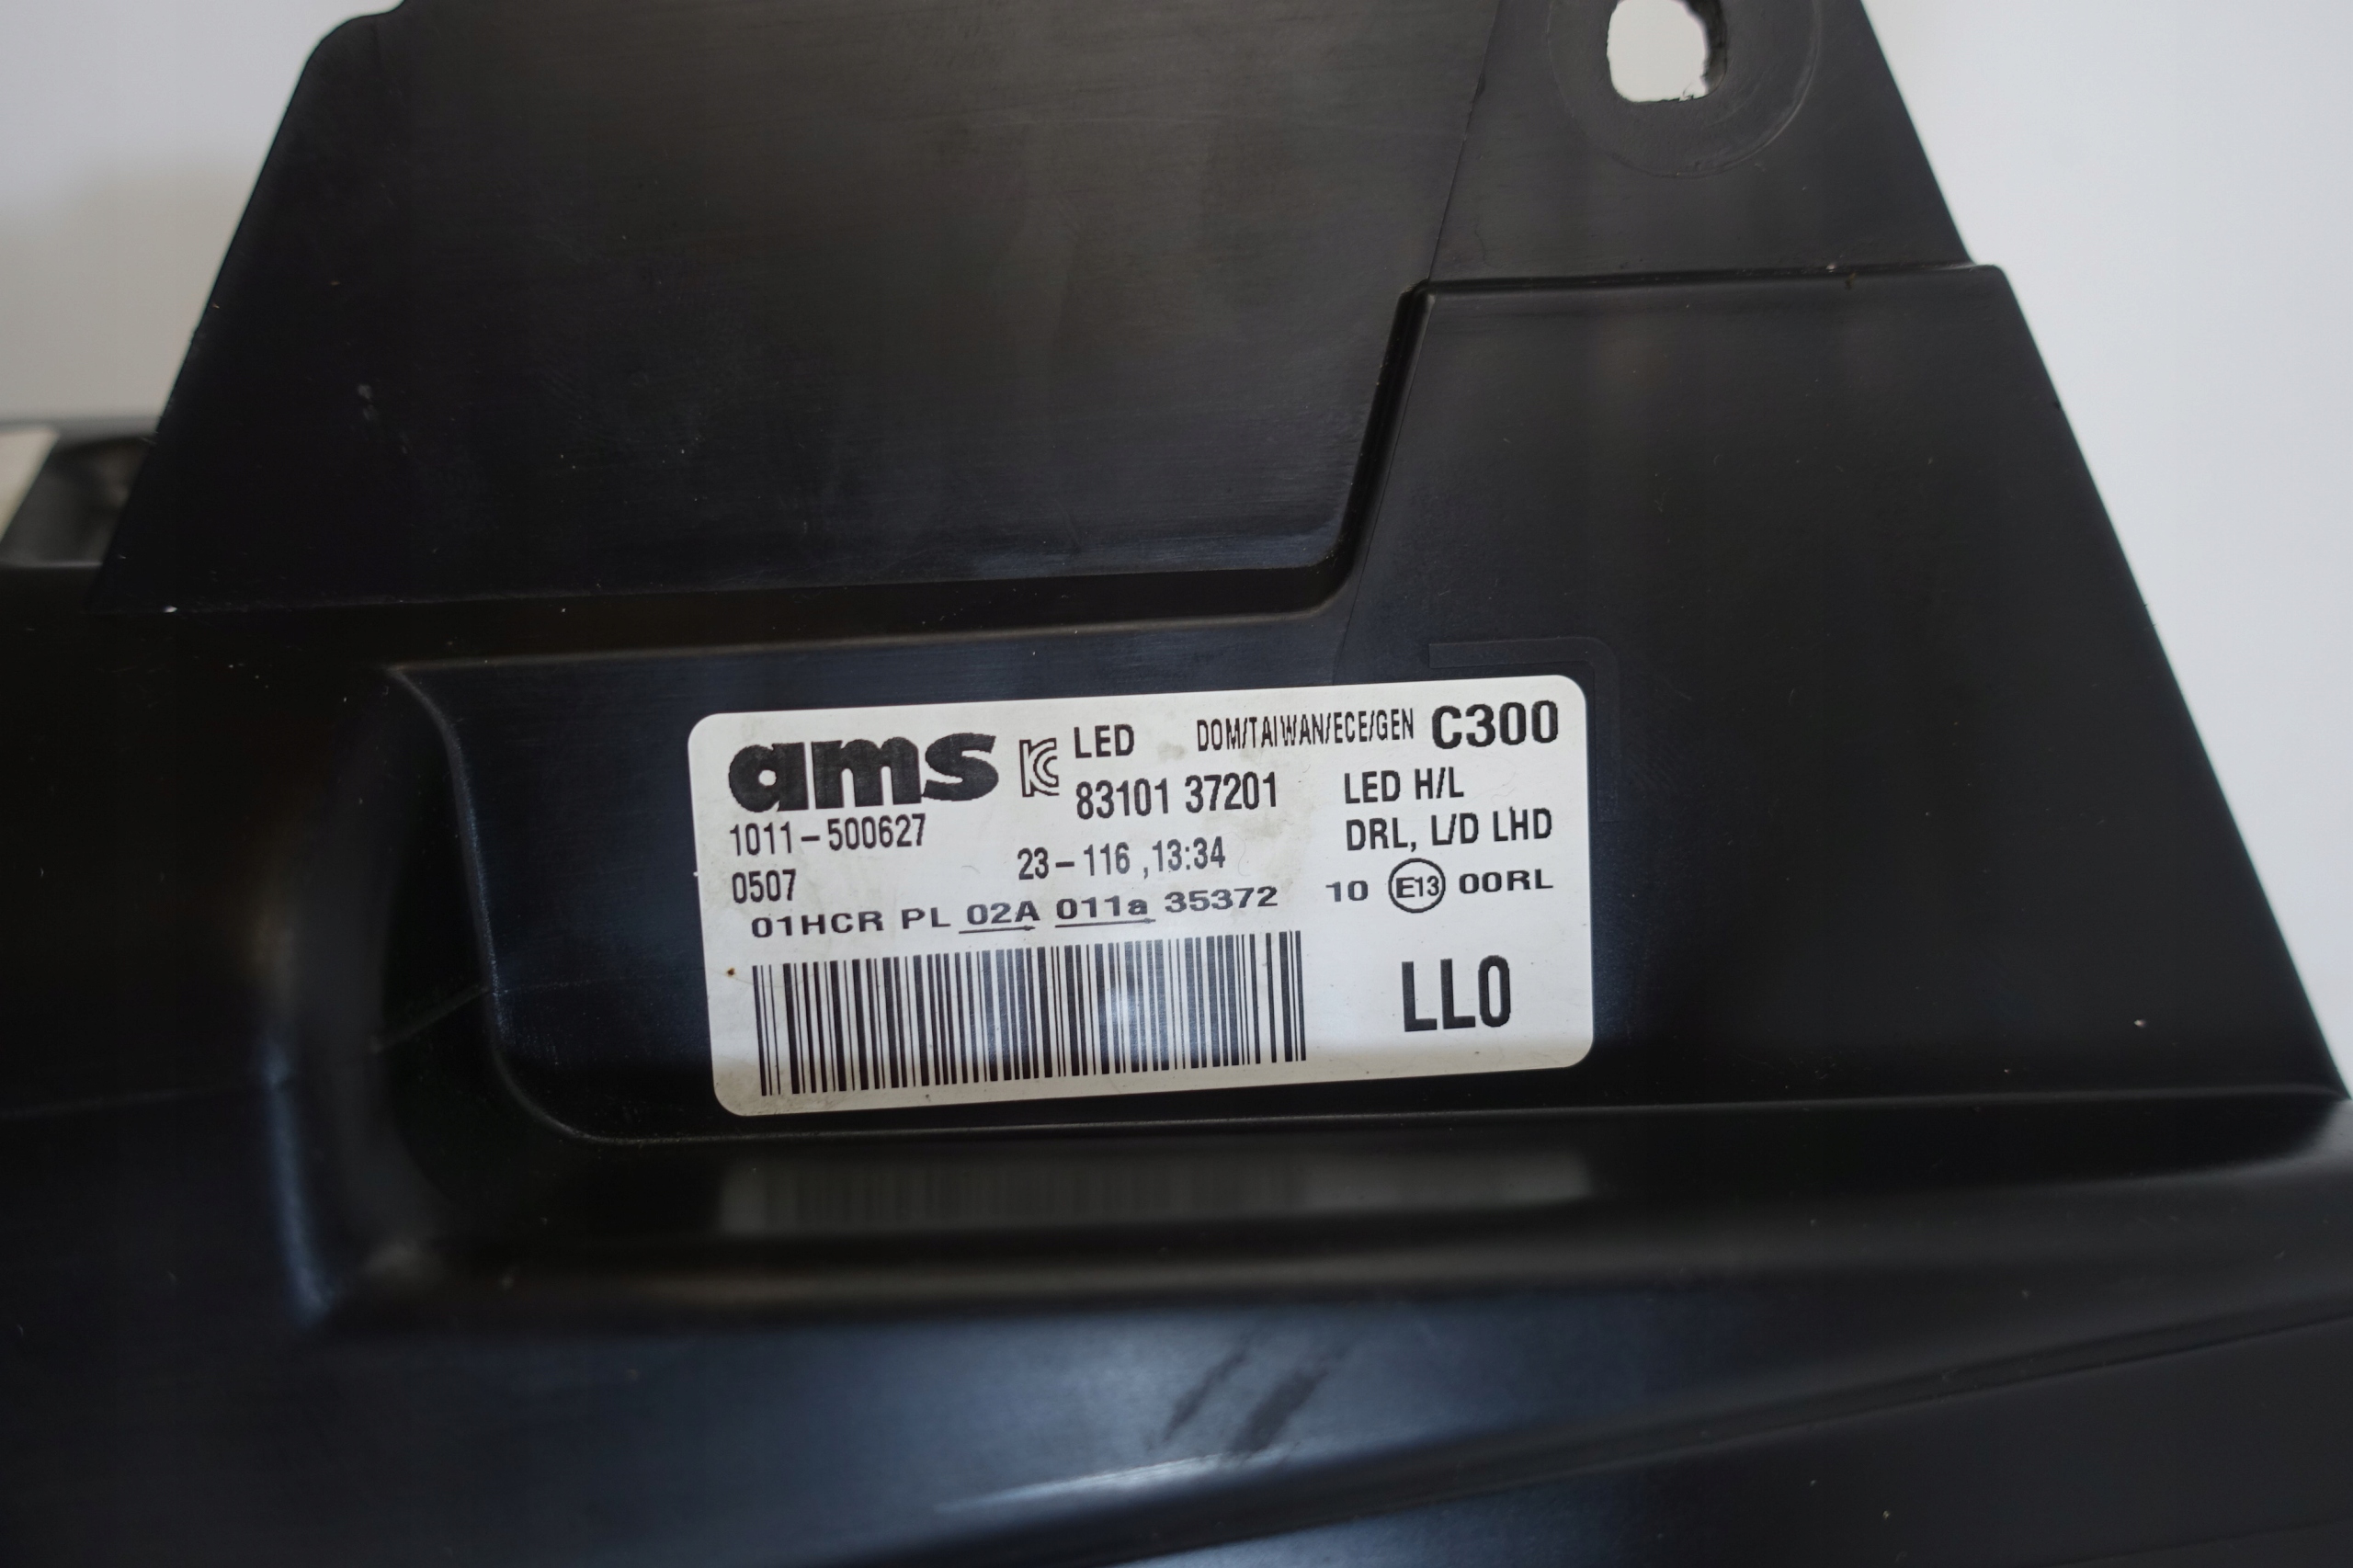 ams KC LED DOM/TAIWAN/ECE/GEN C300
83101 37201 LED H/L
1011-500627 DRL, L/D LHD
0507 23-116 ,13:34
01HCR PL 02A 011a 35372 10 E13 00RL
LL0